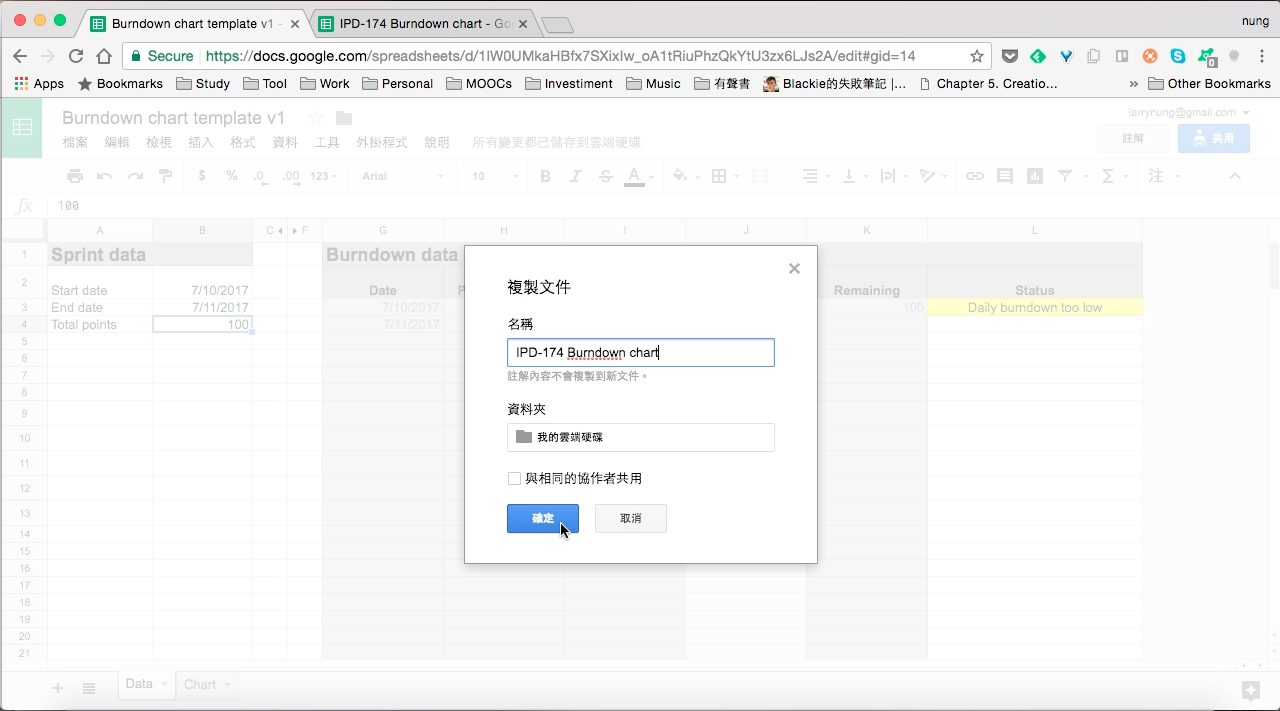 Burndown chart template v1 -
IPD-174 Burndown chart - Goo
nung
Secure
https://docs.google.com/spreadsheets/d/1IW0UMkaHBfx7SXixIw_oA1tRiuPhzQkYtU3zx6LJs2A/edit#gid=14
0
Apps Bookmarks Study Tool Work Personal MOOCS Investiment Music 有聲書 Blackie的失敗筆記 |... Chapter 5. Creatio... » Other Bookmarks
Burndown chart template v1
larrynung@gmail.com
檔案 編輯 檢視 插入 格式 資料 工具 外掛程式 說明 所有變更都已儲存到雲端硬碟
註解 共用
$ % .0 .00 123 Arial 10 B I S A Σ 注
fx 100
A B C F G H I J K L
1 Sprint data Burndown data
2 Start date 7/10/2017 Date Remaining Status
3 End date 7/11/2017 7/10/2017 100 Daily burndown too low
4 Total points 100 7/11/2017
5
6
7
8
9
10
11
12
13
14
15
16
17
18
19
20
21
複製文件
名稱
IPD-174 Burndown chart
註解內容不會複製到新文件。
資料夾
我的雲端硬碟
與相同的協作者共用
確定 取消
Data Chart